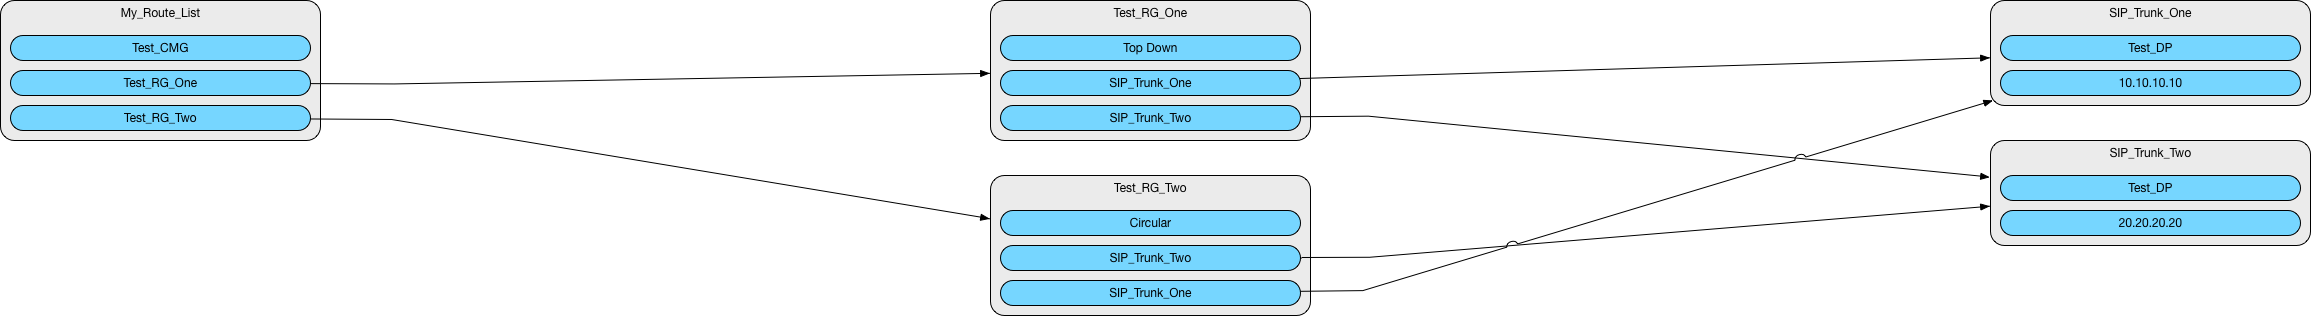 My_Route_List
Test_CMG
Test_RG_One
Test_RG_Two
Test_RG_One
Top Down
SIP_Trunk_One
SIP_Trunk_Two
Test_RG_Two
Circular
SIP_Trunk_Two
SIP_Trunk_One
SIP_Trunk_One
Test_DP
10.10.10.10
SIP_Trunk_Two
Test_DP
20.20.20.20